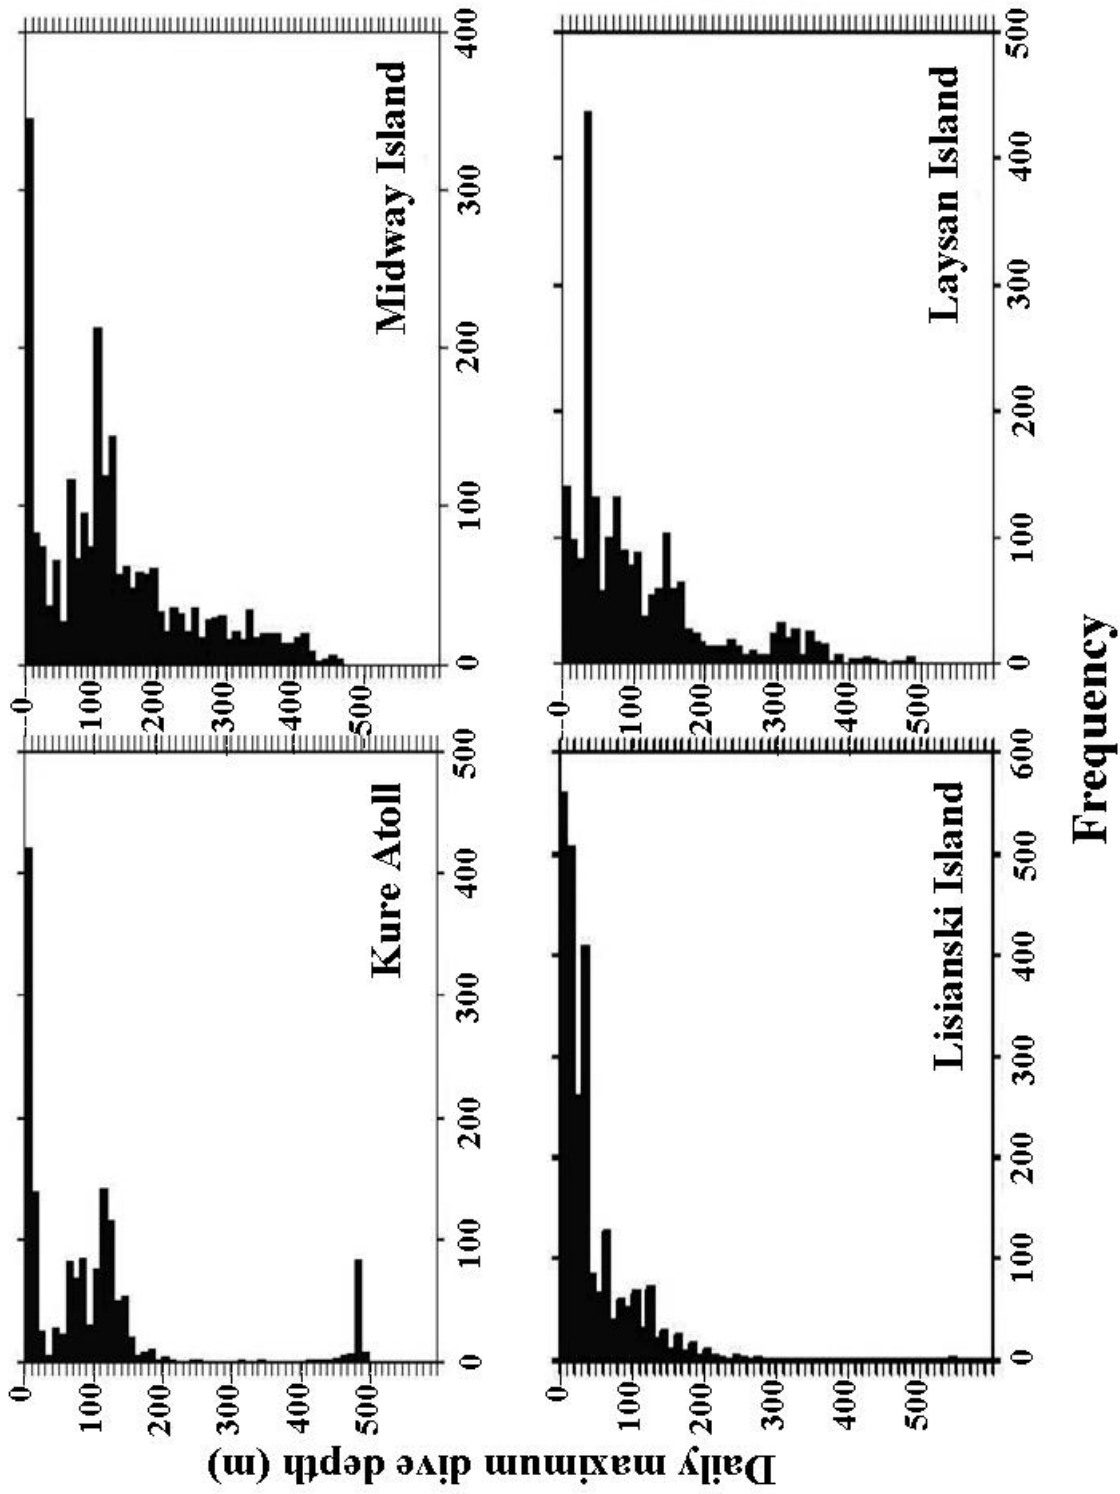 Daily maximum dive depth (m)
0
100
200
300
400
500
Kure Atoll
0 100 200 300 400 500
0
100
200
300
400
500
Midway Island
0 100 200 300 400
0
100
200
300
400
500
Lisianski Island
0 100 200 300 400 500 600
0
100
200
300
400
500
Laysan Island
0 100 200 300 400 500
Frequency